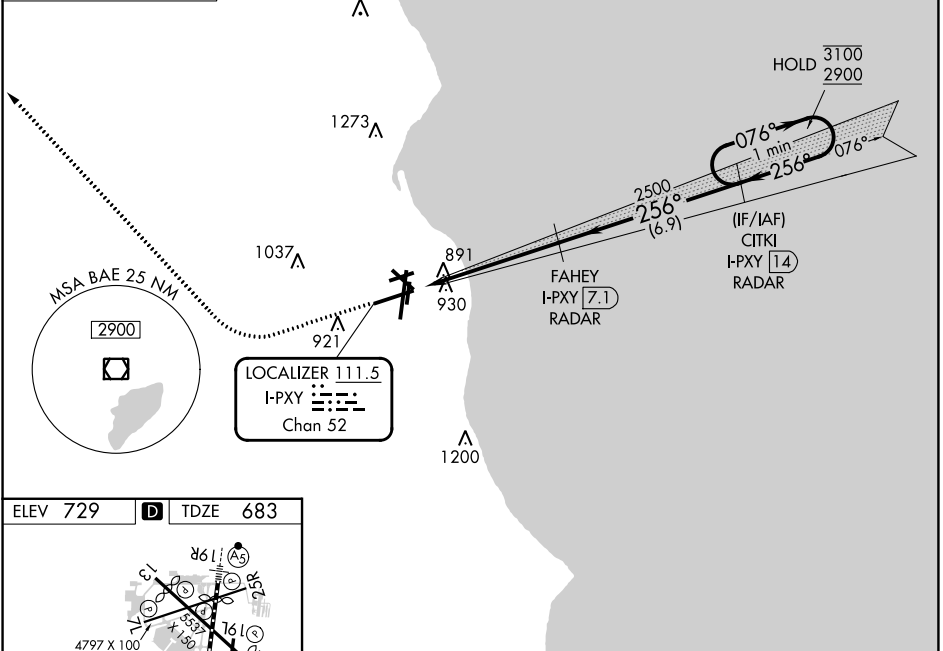 HOLD 3100
2900
1273
076°
1 min
256°
076°
2500
256°
(6.9)
(IF/IAF)
CITKI
I-PXY 14
RADAR
1037
891
930
FAHEY
I-PXY 7.1
RADAR
MSA BAE 25 NM
2900
921
LOCALIZER 111.5
I-PXY
Chan 52
1200
ELEV 729
D
TDZE 683
19R
A5
13
P
P
P
25R
P
7L
5537
X 150
19L
P
4797 X 100